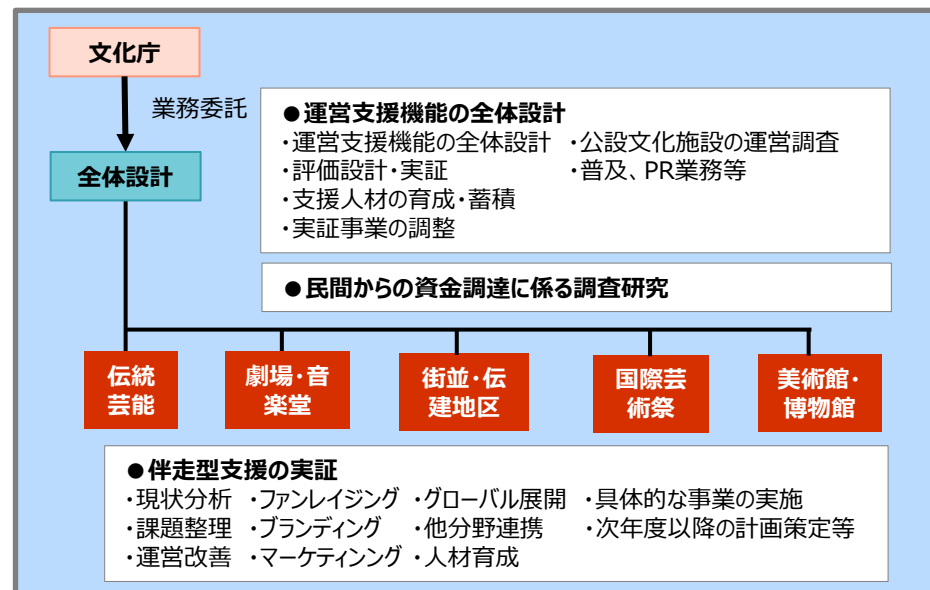 文化庁
業務委託
全体設計
●運営支援機能の全体設計
・運営支援機能の全体設計 ・公設文化施設の運営調査
・評価設計・実証 ・普及、PR業務等
・支援人材の育成・蓄積
・実証事業の調整
●民間からの資金調達に係る調査研究
伝統
芸能
劇場・音
楽堂
街並・伝
建地区
国際芸
術祭
美術館・
博物館
●伴走型支援の実証
・現状分析 ・ファンレイジング ・グローバル展開 ・具体的な事業の実施
・課題整理 ・ブランディング ・他分野連携 ・次年度以降の計画策定等
・運営改善 ・マーケティンング ・人材育成